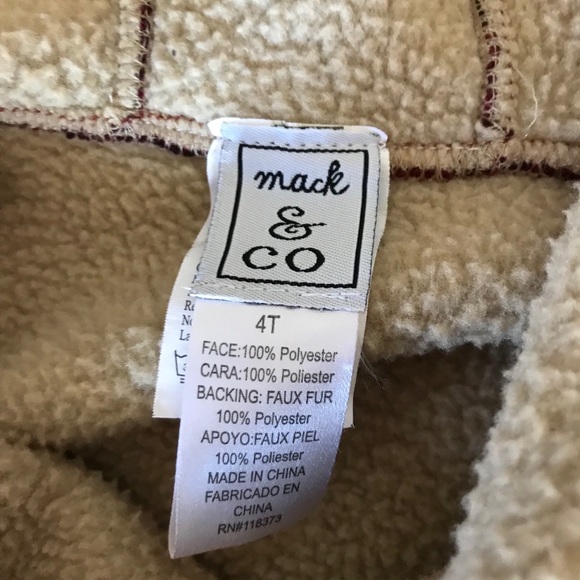 mack
&
co
4T
FACE:100% Polyester
CARA:100% Poliester
BACKING: FAUX FUR
100% Polyester
APOYO:FAUX PIEL
100% Poliester
MADE IN CHINA
FABRICADO EN
CHINA
RN#118373